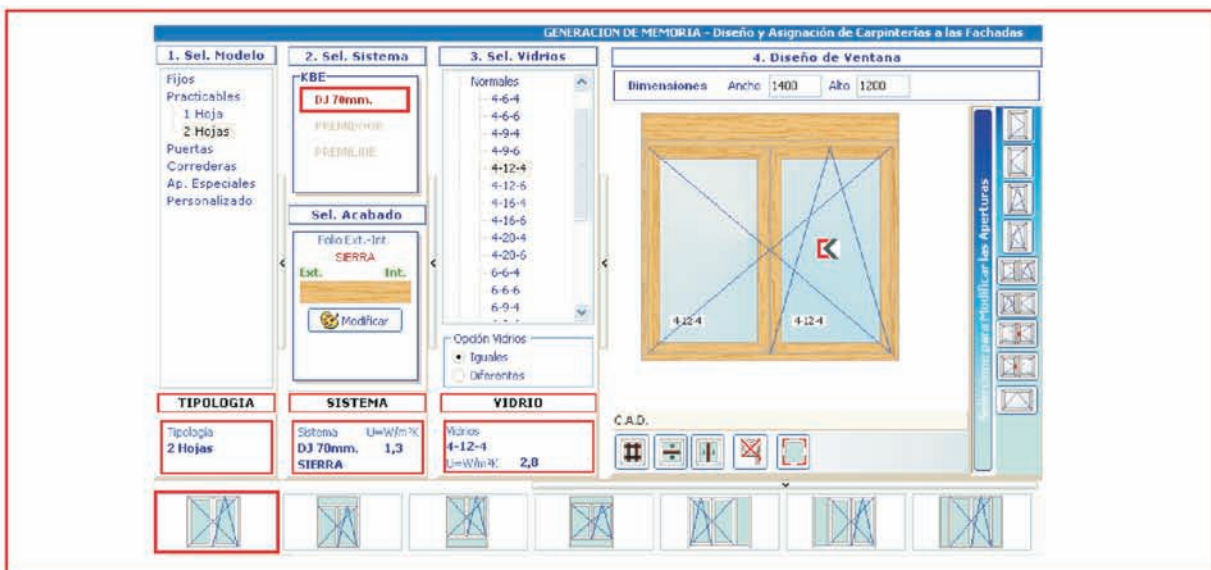 GENERACION DE MEMORIA - Diseño y Asignación de Carpinterías a las Fachadas
1. Sel. Modelo
Fijos
Practicables
1 Hoja
2 Hojas
Puertas
Correderas
Ap. Especiales
Personalizado
TIPOLOGIA
Tipología
2 Hojas
2. Sel. Sistema
KBE
DJ 70mm.
PREMIDOOR
PREMILINE
Sel. Acabado
Folio Ext.-Int.
SIERRA
Ext. Int.
Modificar
SISTEMA
Sistema U=W/m²K
DJ 70mm. 1,3
SIERRA
3. Sel. Vidrios
Normales
4-6-4
4-6-6
4-9-4
4-9-6
4-12-4
4-12-6
4-16-4
4-16-6
4-20-4
4-20-6
6-6-4
6-6-6
6-9-4
Opción Vidrios
Iguales
Diferentes
VIDRIO
Vidrios
4-12-4
U=W/m²K 2,8
4. Diseño de Ventana
Dimensiones Ancho 1400 Alto 1200
4-12-4 4-12-4
para Modificar las Aperturas
C.A.D.